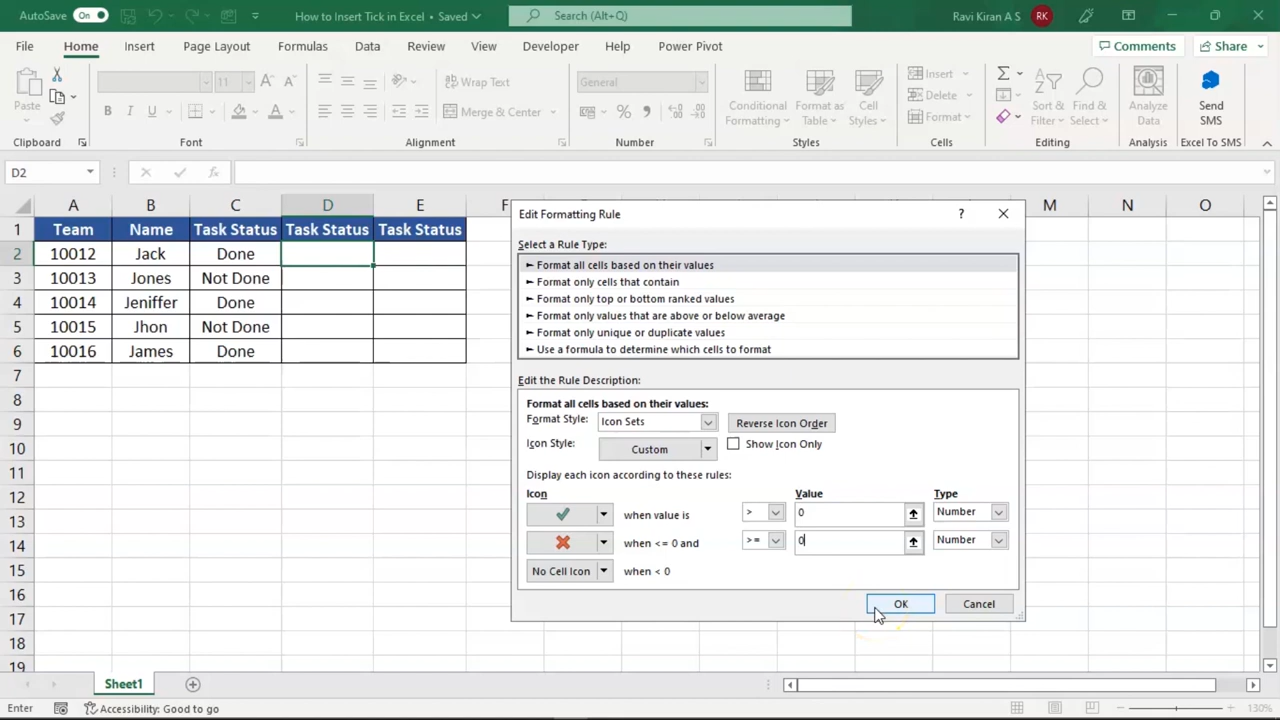 AutoSave On How to Insert Tick in Excel • Saved Search (Alt+Q) Ravi Kiran A S RK
File Home Insert Page Layout Formulas Data Review View Developer Help Power Pivot Comments Share
Paste 11 A A Wrap Text General Conditional Formatting Format as Table Cell Styles Insert Delete Format Sort & Filter Find & Select Analyze Data Send SMS
B I U A Merge & Center % , 
Clipboard Font Alignment Number Styles Cells Editing Analysis Excel To SMS
D2 fx
A B C D E F M N O
1 Team Name Task Status Task Status Task Status
2 10012 Jack Done
3 10013 Jones Not Done
4 10014 Jeniffer Done
5 10015 Jhon Not Done
6 10016 James Done
7
8
9
10
11
12
13
14
15
16
17
18
19
Edit Formatting Rule ?
Select a Rule Type:
► Format all cells based on their values
► Format only cells that contain
► Format only top or bottom ranked values
► Format only values that are above or below average
► Format only unique or duplicate values
► Use a formula to determine which cells to format
Edit the Rule Description:
Format all cells based on their values:
Format Style: Icon Sets Reverse Icon Order
Icon Style: Custom Show Icon Only
Display each icon according to these rules:
Icon Value Type
when value is > 0 Number
when <= 0 and >= 0 Number
No Cell Icon when < 0
OK Cancel
Sheet1
Enter Accessibility: Good to go 130%